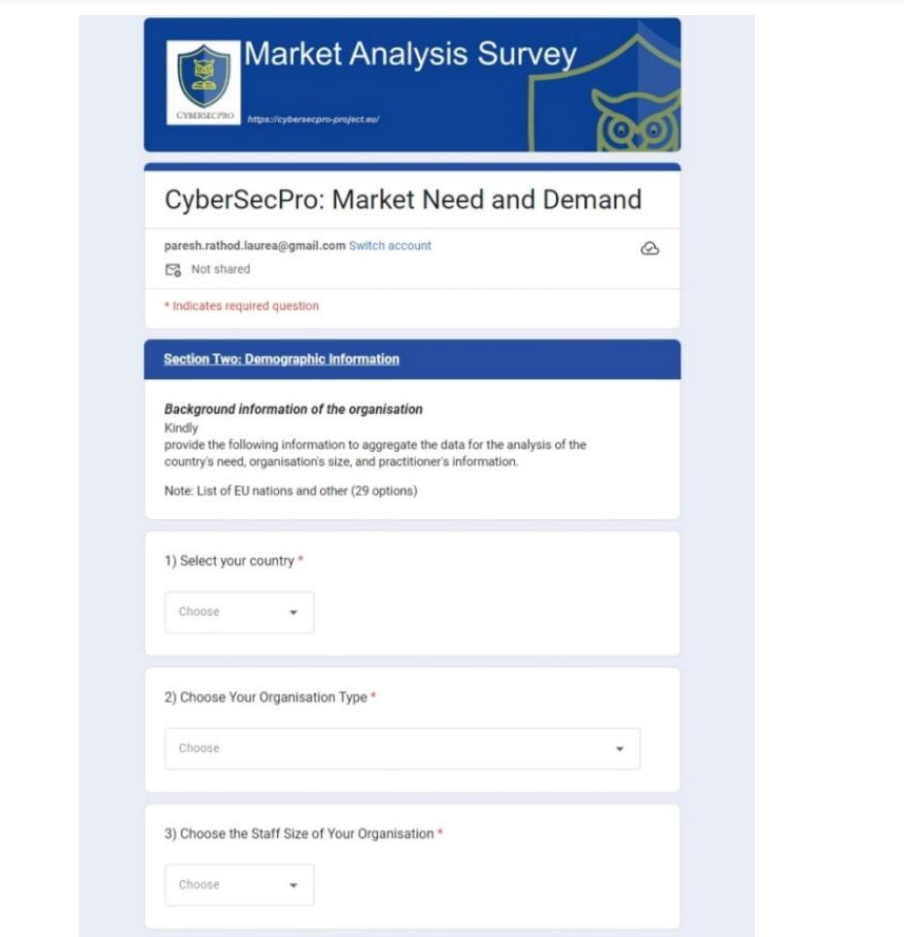 Market Analysis Survey
CYBERSECPRO
https://cybersecpro-project.eu/
CyberSecPro: Market Need and Demand
paresh.rathod.laurea@gmail.com Switch account
Not shared
* Indicates required question
Section Two: Demographic Information
Background information of the organisation
Kindly
provide the following information to aggregate the data for the analysis of the
country's need, organisation's size, and practitioner's information.
Note: List of EU nations and other (29 options)
1) Select your country *
Choose
2) Choose Your Organisation Type *
Choose
3) Choose the Staff Size of Your Organisation *
Choose